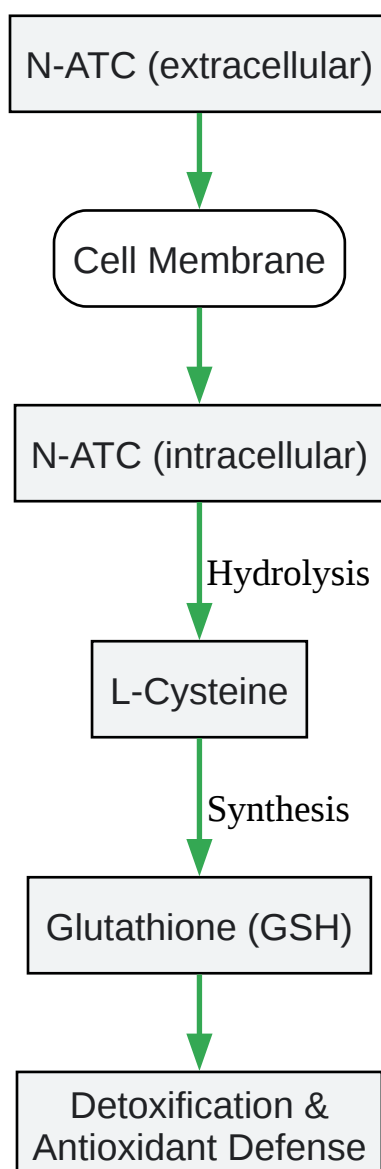 N-ATC (extracellular)
Cell Membrane
N-ATC (intracellular)
Hydrolysis
L-Cysteine
Synthesis
Glutathione (GSH)
Detoxification &
Antioxidant Defense